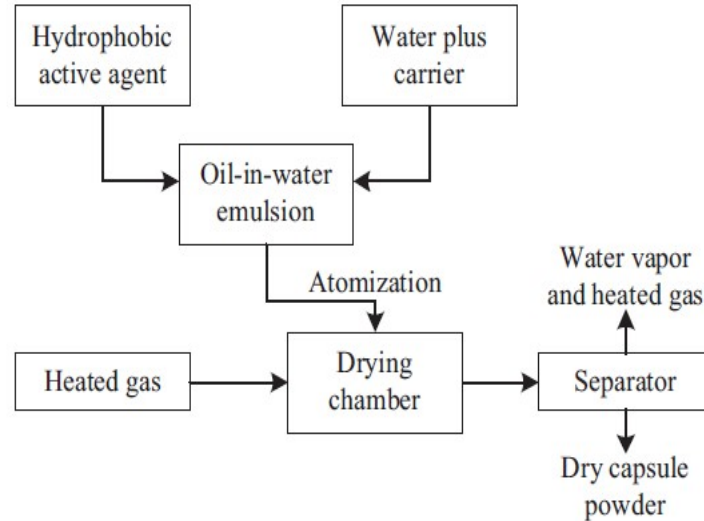 Hydrophobic
active agent
Water plus
carrier
Oil-in-water
emulsion
Atomization
Water vapor
and heated gas
Heated gas
Drying
chamber
Separator
Dry capsule
powder